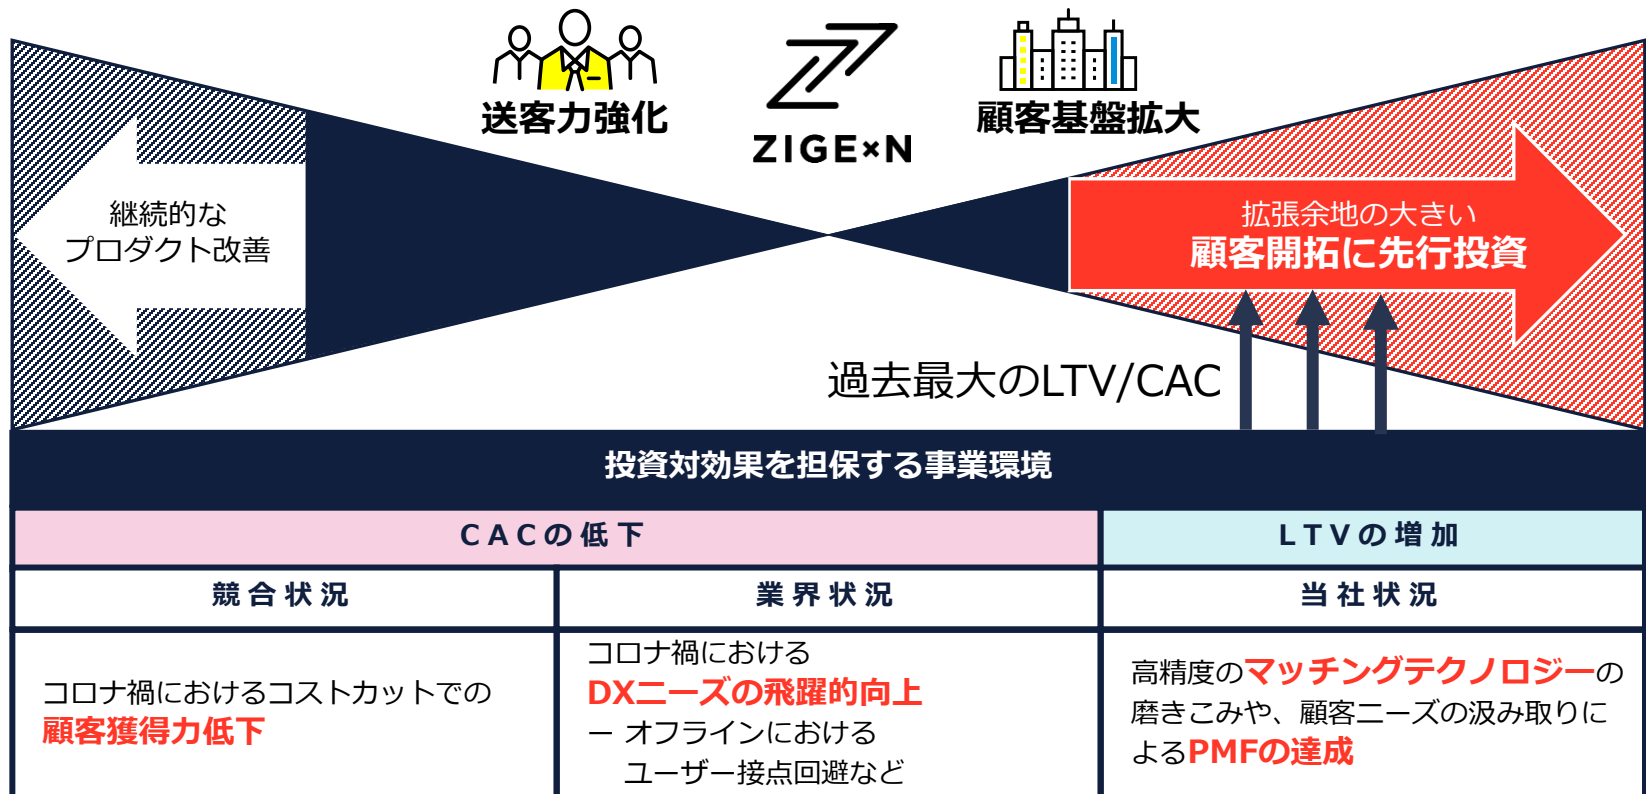 送客力強化
ZIGE×N
顧客基盤拡大
継続的な
プロダクト改善
拡張余地の大きい
顧客開拓に先行投資
過去最大のLTV/CAC
投資対効果を担保する事業環境
CACの低下
LTVの増加
競合状況
業界状況
当社状況
コロナ禍におけるコストカットでの
顧客獲得力低下
コロナ禍における
DXニーズの飛躍的向上
ー オフラインにおける
ユーザー接点回避など
高精度のマッチングテクノロジーの
磨きこみや、顧客ニーズの汲み取りに
よるPMFの達成